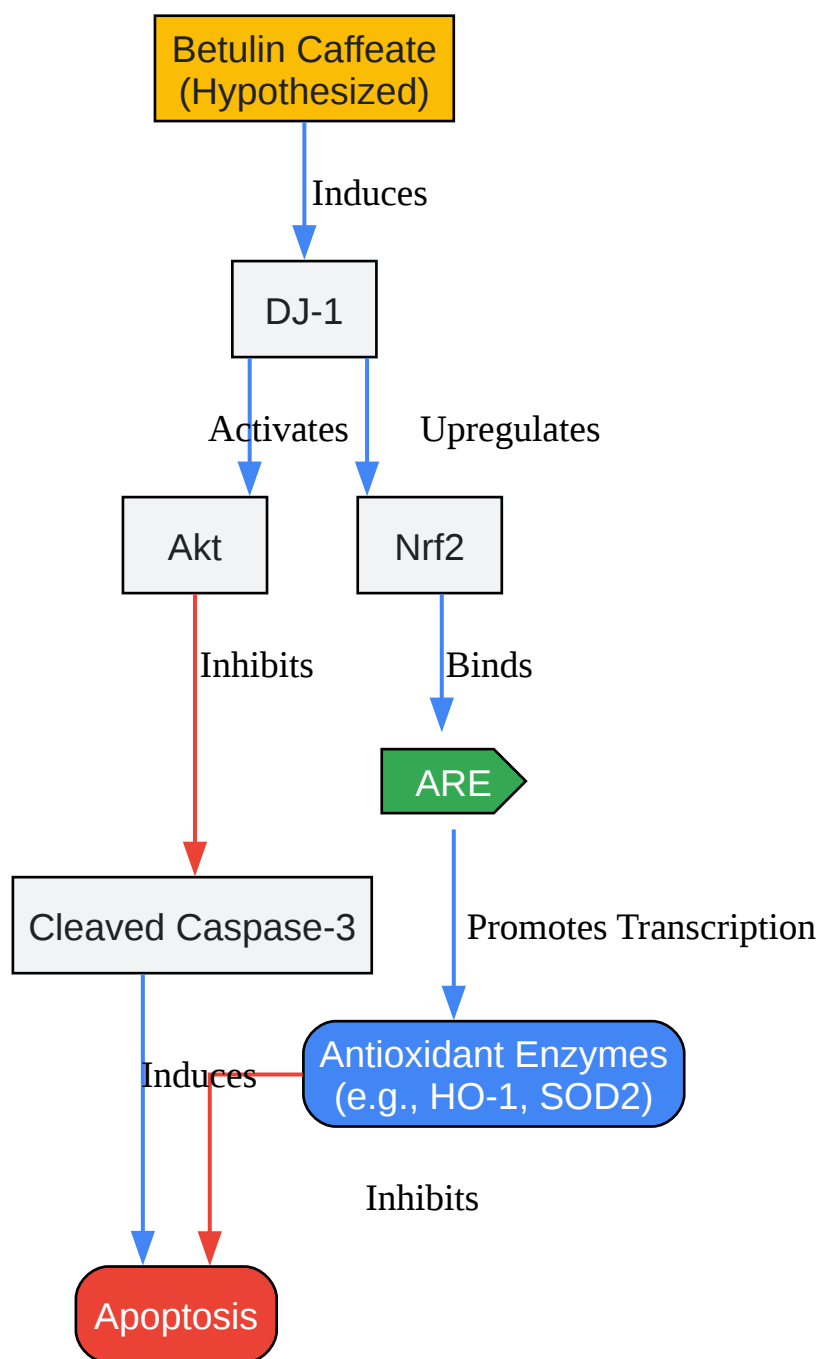 Betulin Caffeate
(Hypothesized)
Induces
DJ-1
Activates
Upregulates
Akt
Nrf2
Inhibits
Binds
ARE
Cleaved Caspase-3
Promotes Transcription
Antioxidant Enzymes
(e.g., HO-1, SOD2)
Induces
Inhibits
Apoptosis